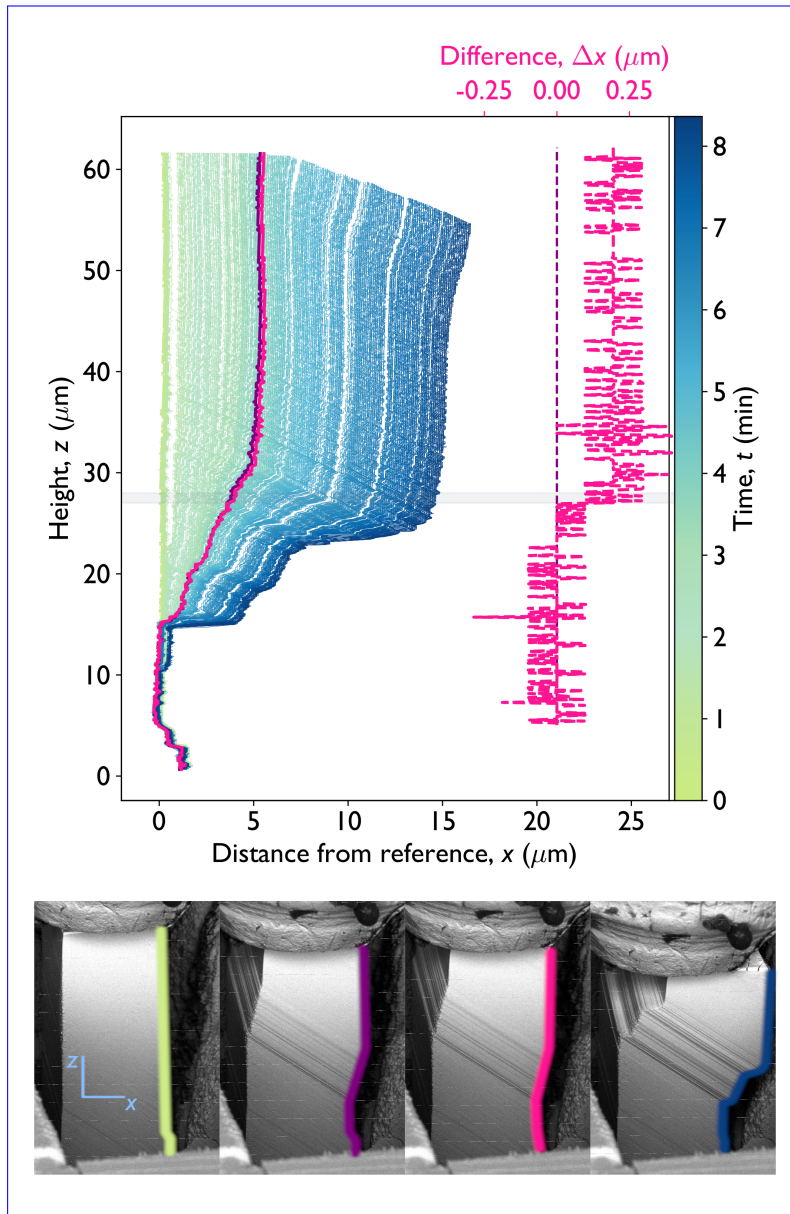 Difference, Δx (μm)
-0.25 0.00 0.25
60
50
40
30
20
10
0
Height, z (μm)
0 5 10 15 20 25
Distance from reference, x (μm)
8
7
6
5
4
3
2
1
0
Time, t (min)
z
x